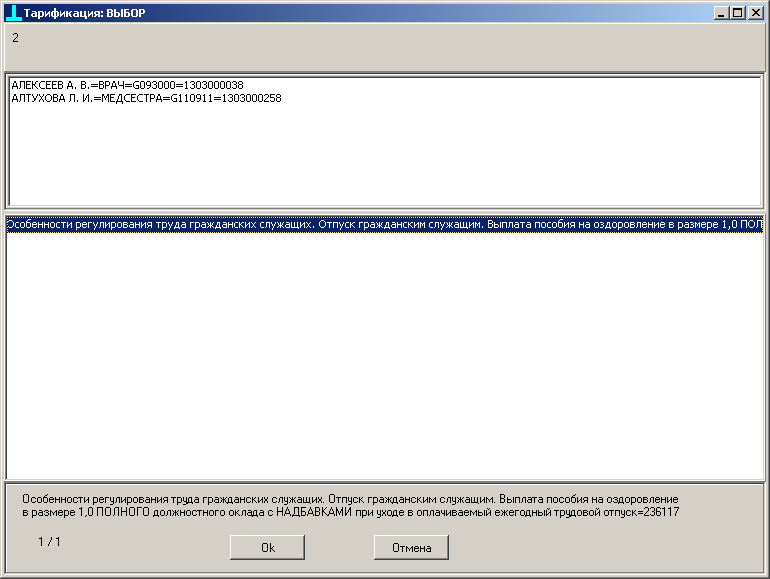 Тарификация: ВЫБОР
2
АЛЕКСЕЕВ А. В.=ВРАЧ=G093000=1303000038
АЛТУХОВА Л. И.=МЕДСЕСТРА=G110911=1303000258
Особенности регулирования труда гражданских служащих. Отпуск гражданским служащим. Выплата пособия на оздоровление в размере 1,0 ПОЛ
Особенности регулирования труда гражданских служащих. Отпуск гражданским служащим. Выплата пособия на оздоровление
в размере 1,0 ПОЛНОГО должностного оклада с НАДБАВКАМИ при уходе в оплачиваемый ежегодный трудовой отпуск=236117
1 / 1
Ok
Отмена